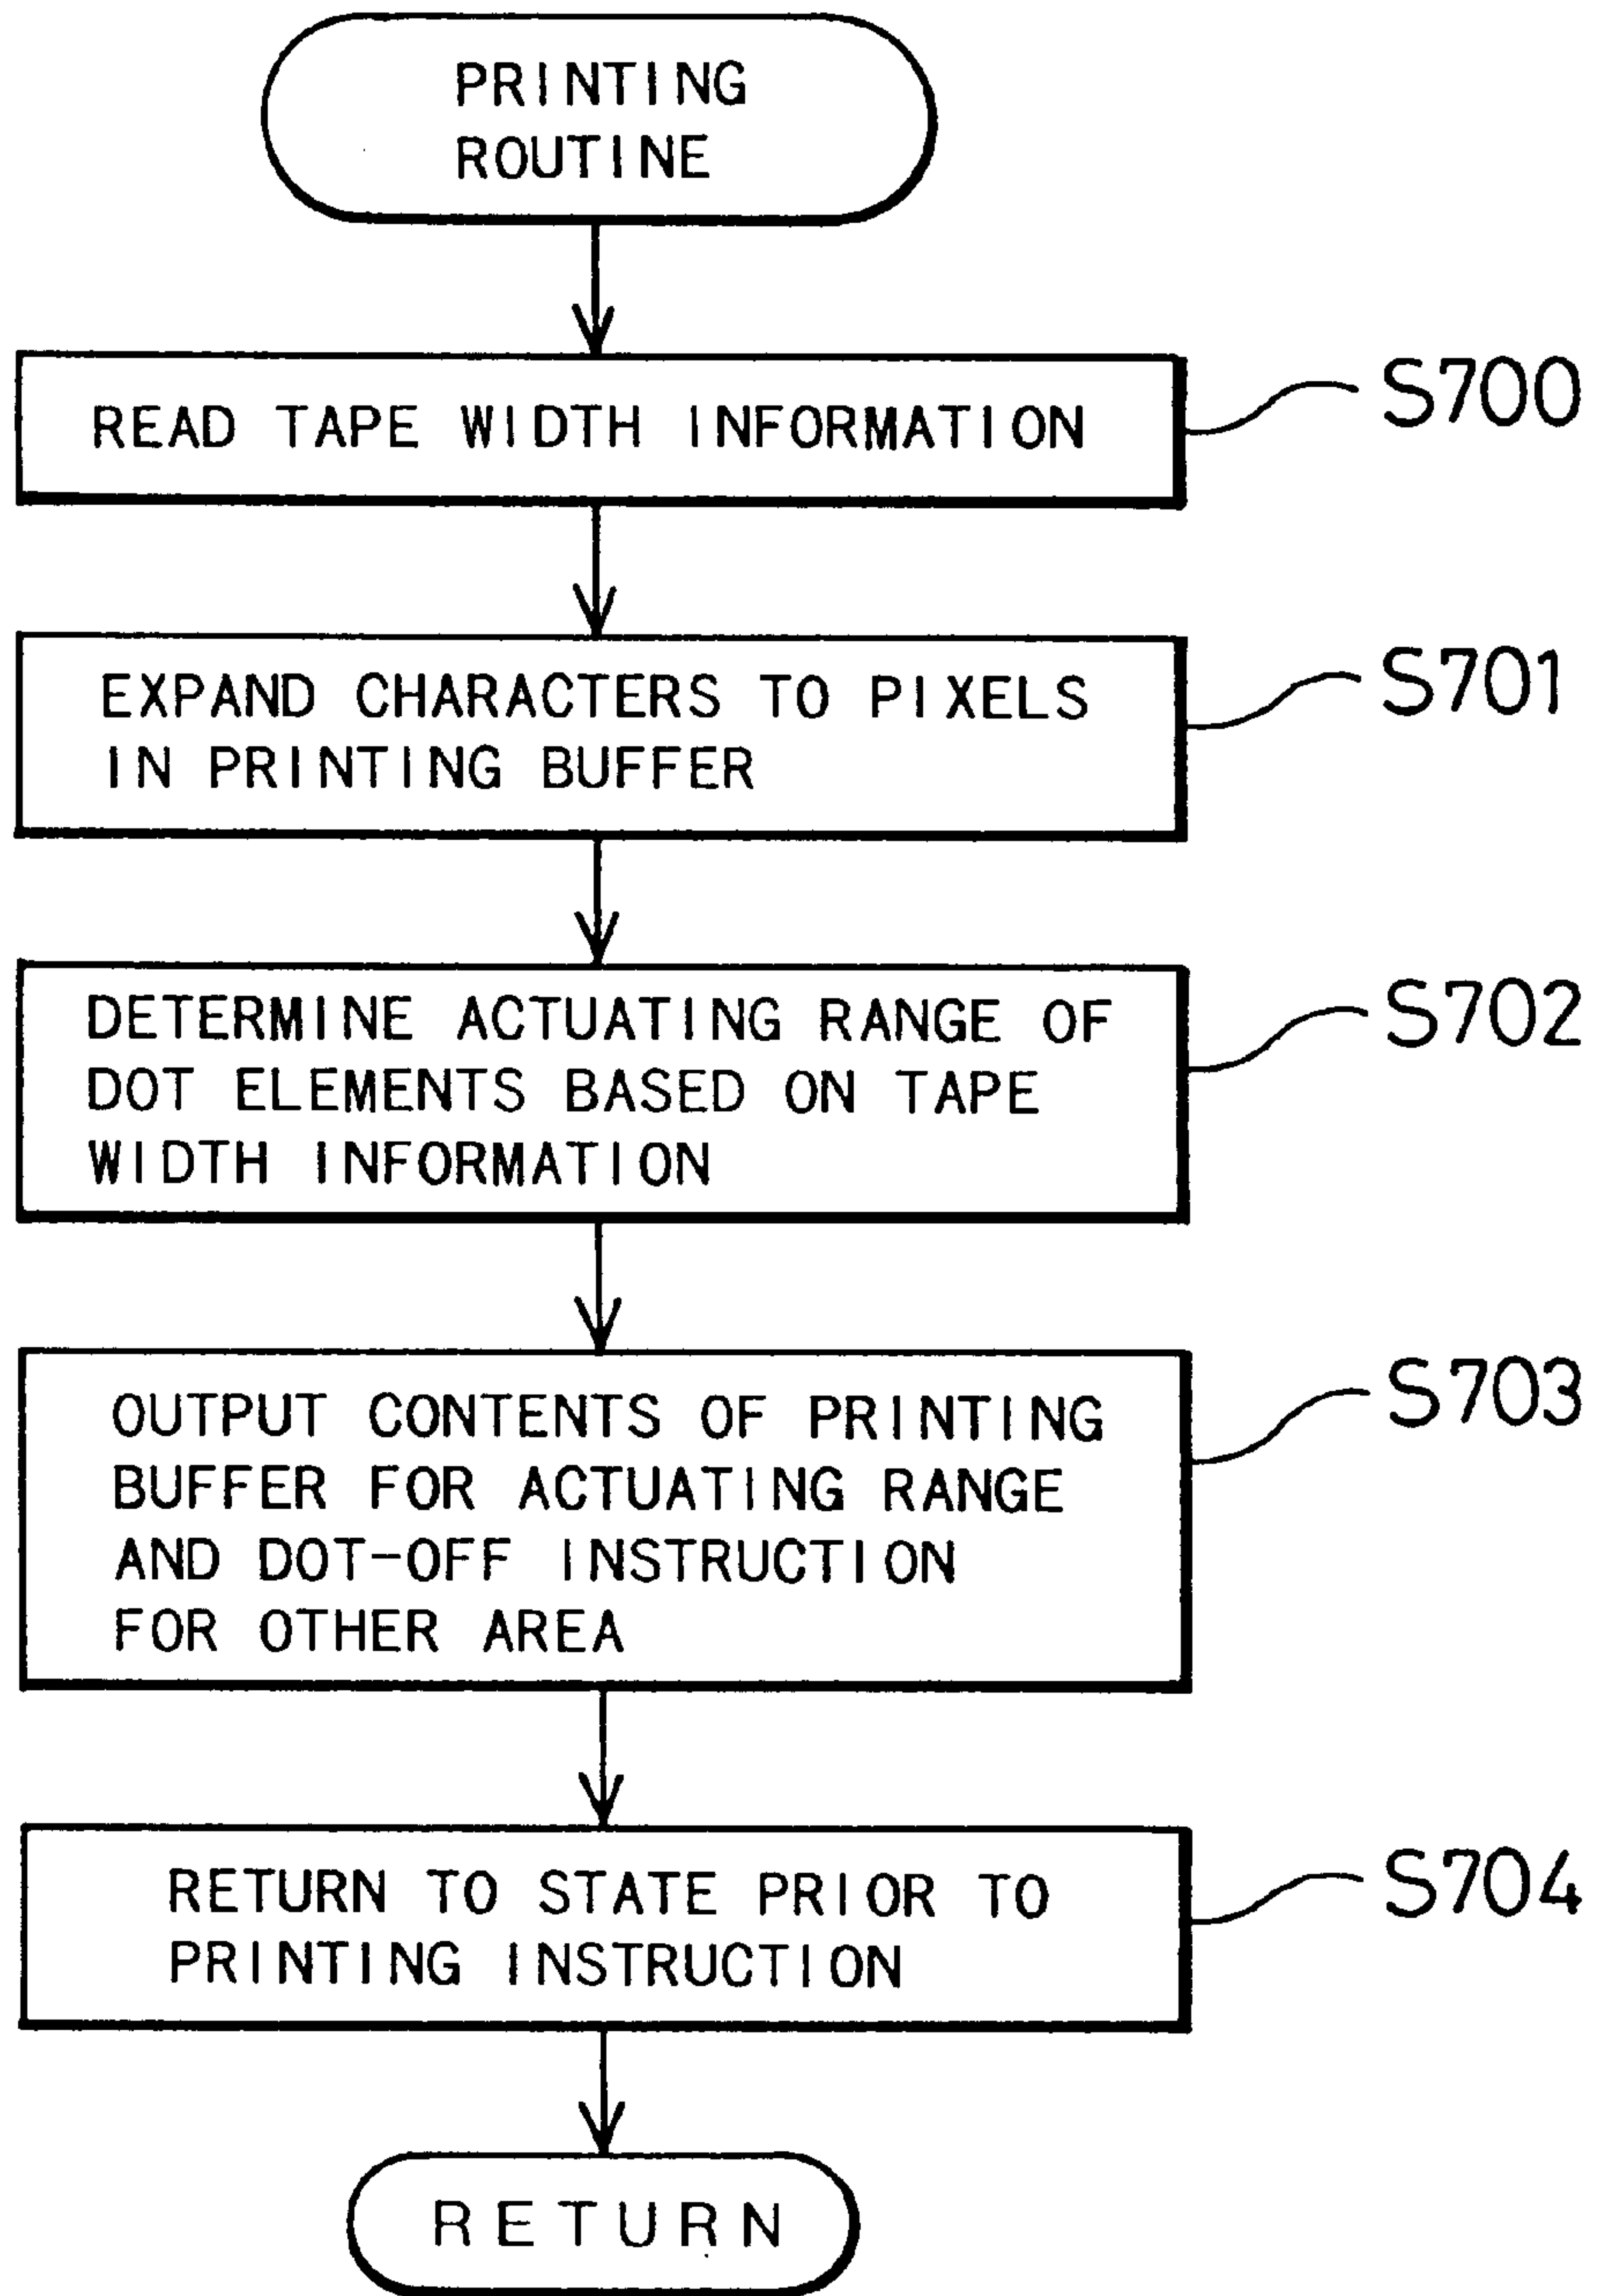 PRINTING
ROUTINE
READ TAPE WIDTH INFORMATION
S700
EXPAND CHARACTERS TO PIXELS
IN PRINTING BUFFER
S701
DETERMINE ACTUATING RANGE OF
DOT ELEMENTS BASED ON TAPE
WIDTH INFORMATION
S702
OUTPUT CONTENTS OF PRINTING
BUFFER FOR ACTUATING RANGE
AND DOT-OFF INSTRUCTION
FOR OTHER AREA
S703
RETURN TO STATE PRIOR TO
PRINTING INSTRUCTION
S704
RETURN